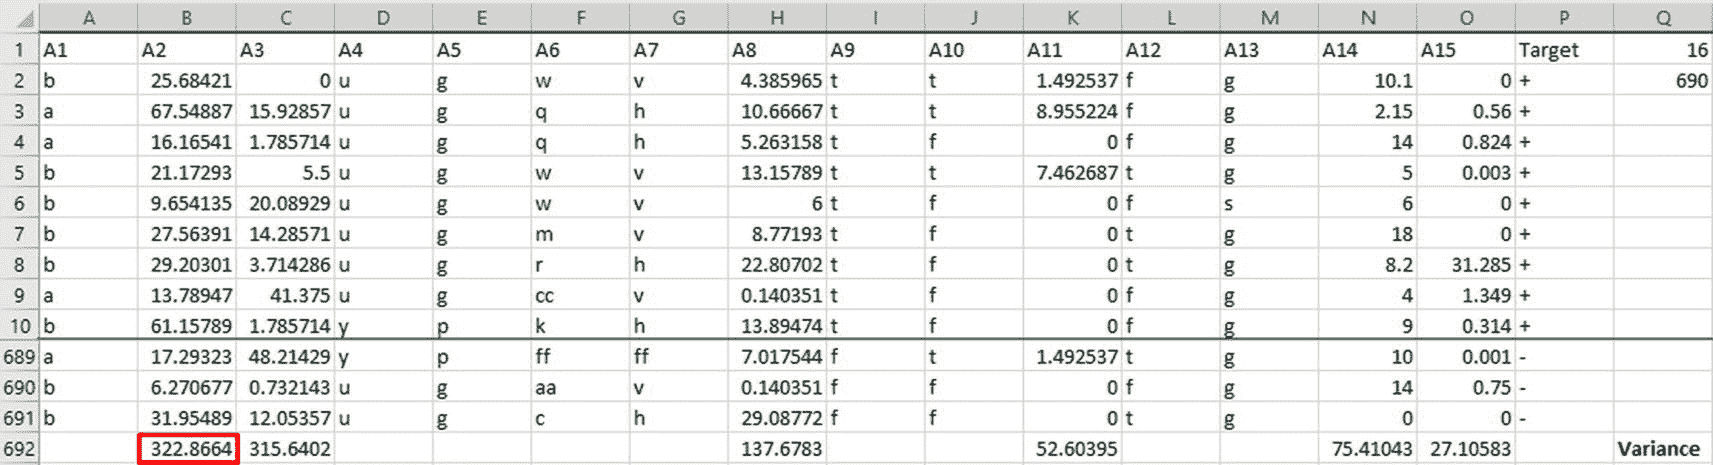 A B C D E F G H I J K L M N O P Q
1 A1 A2 A3 A4 A5 A6 A7 A8 A9 A10 A11 A12 A13 A14 A15 Target 16
2 b 25.68421 0 u g w v 4.385965 t t 1.492537 f g 10.1 0 + 690
3 a 67.54887 15.92857 u g q h 10.66667 t t 8.955224 f g 2.15 0.56 +
4 a 16.16541 1.785714 u g q h 5.263158 t f 0 f g 14 0.824 +
5 b 21.17293 5.5 u g w v 13.15789 t t 7.462687 t g 5 0.003 +
6 b 9.654135 20.08929 u g w v 6 t f 0 f s 6 0 +
7 b 27.56391 14.28571 u g m v 8.77193 t f 0 t g 18 0 +
8 b 29.20301 3.714286 u g r h 22.80702 t f 0 t g 8.2 31.285 +
9 a 13.78947 41.375 u g cc v 0.140351 t f 0 f g 4 1.349 +
10 b 61.15789 1.785714 y p k h 13.89474 t f 0 f g 9 0.314 +
689 a 17.29323 48.21429 y p ff ff 7.017544 f t 1.492537 t g 10 0.001 -
690 b 6.270677 0.732143 u g aa v 0.140351 f f 0 f g 14 0.75 -
691 b 31.95489 12.05357 u g c h 29.08772 f f 0 t g 0 0 -
692 322.8664 315.6402 137.6783 52.60395 75.41043 27.10583 Variance